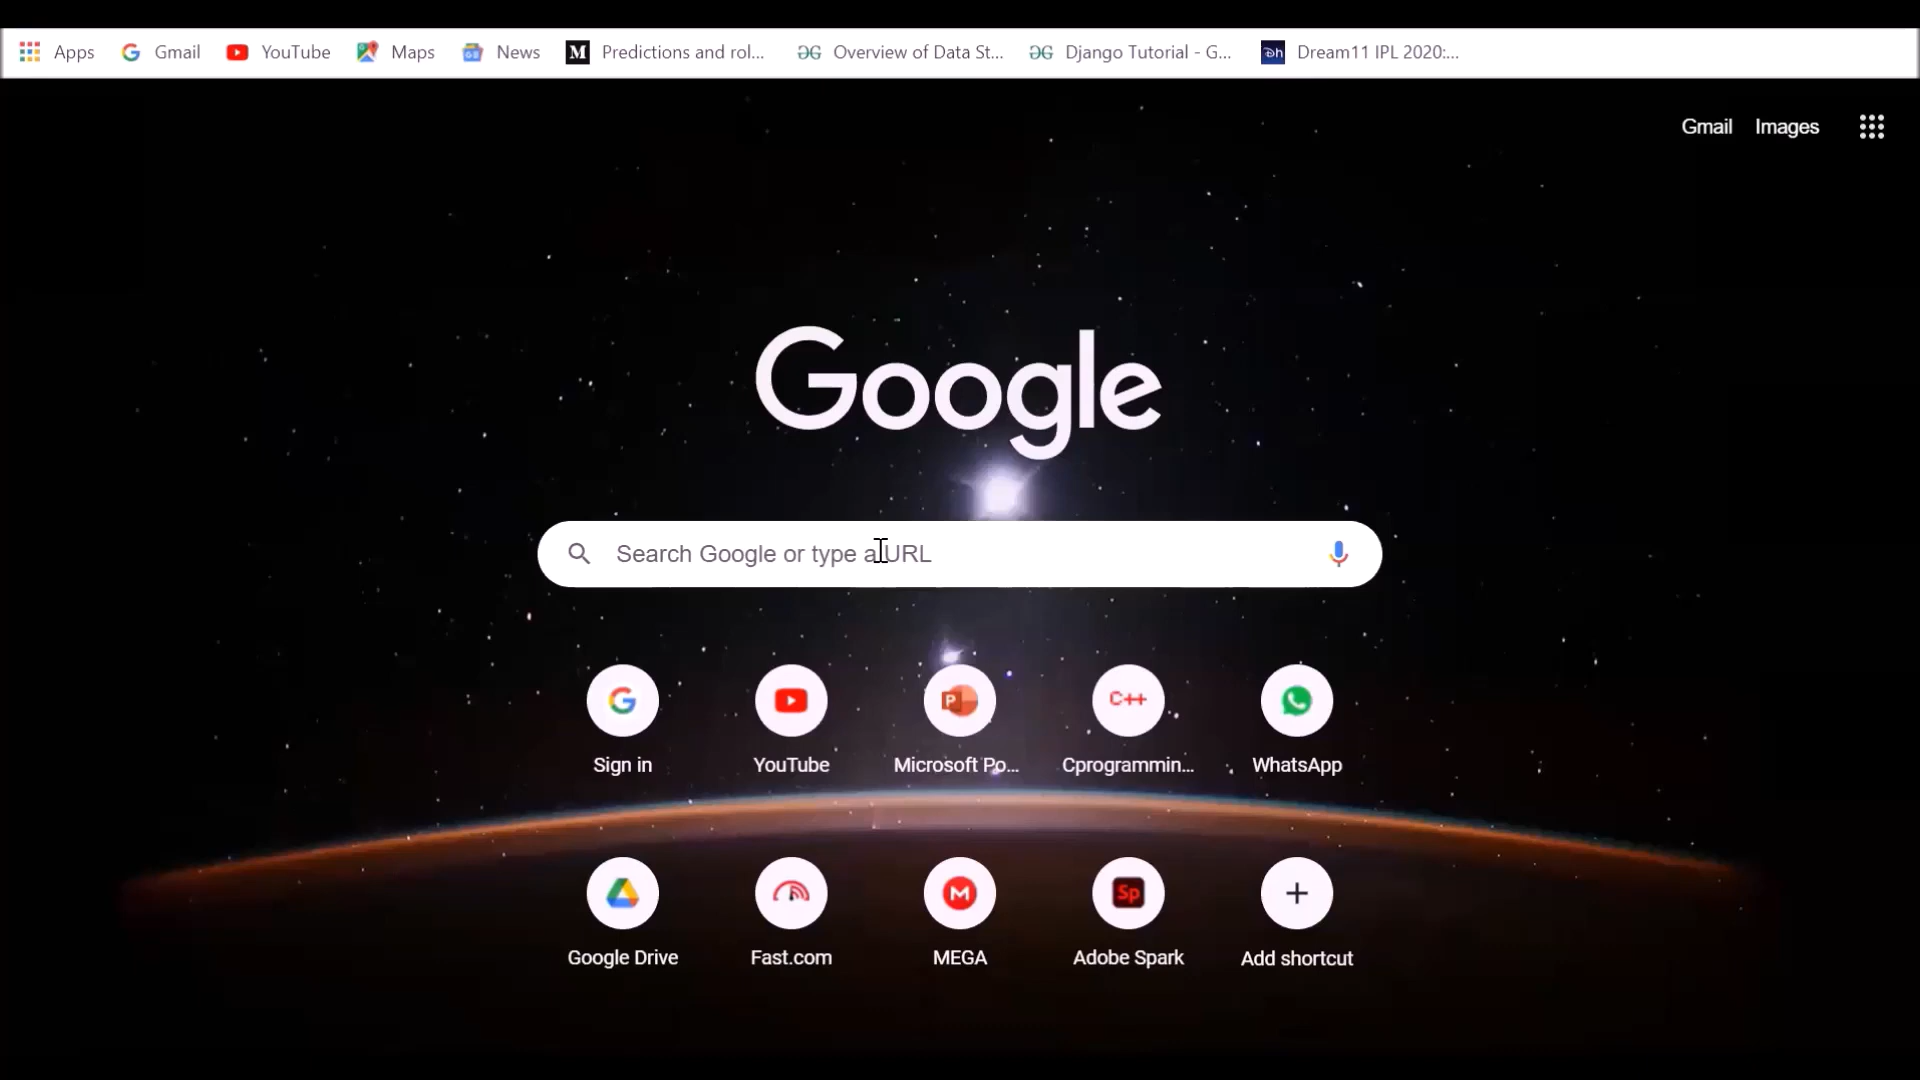 Apps Gmail YouTube Maps News M Predictions and rol... Overview of Data St... Django Tutorial - G... Dh Dream11 IPL 2020:...
Gmail Images
Google
Search Google or type a URL
C++
Sign in YouTube Microsoft Po... Cprogrammin... WhatsApp
Sp
Google Drive Fast.com MEGA Adobe Spark Add shortcut